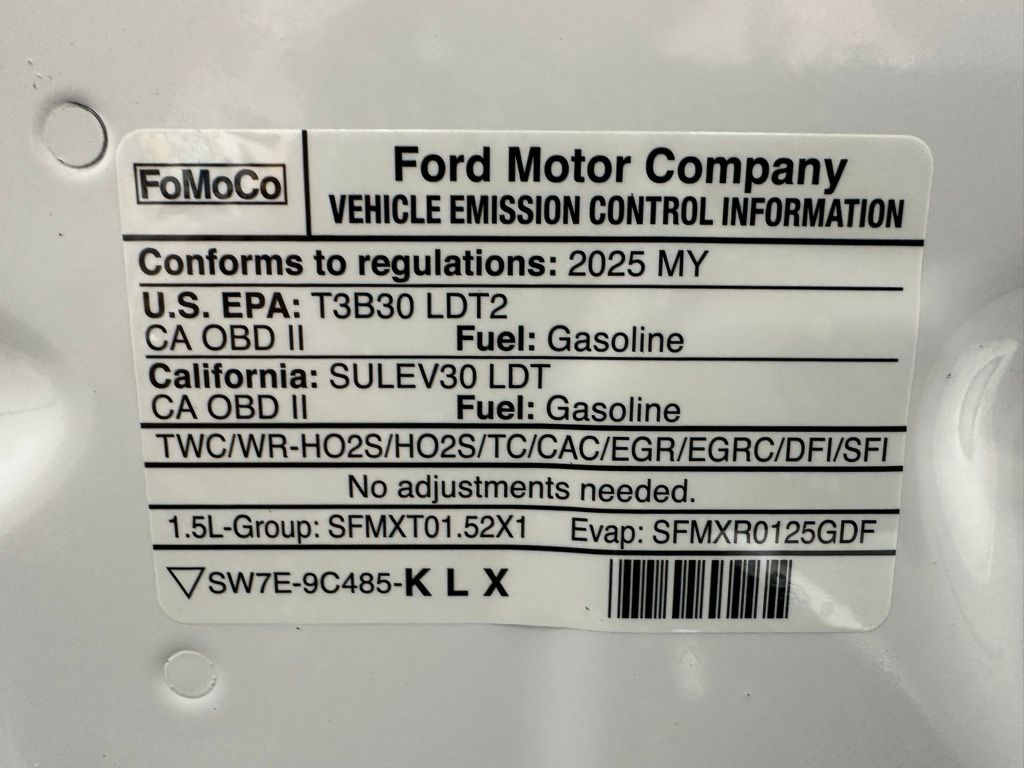 FoMoCo
Ford Motor Company
VEHICLE EMISSION CONTROL INFORMATION
Conforms to regulations: 2025 MY
U.S. EPA: T3B30 LDT2
CA OBD II Fuel: Gasoline
California: SULEV30 LDT
CA OBD II Fuel: Gasoline
TWC/WR-HO2S/HO2S/TC/CAC/EGR/EGRC/DFI/SFI
No adjustments needed.
1.5L-Group: SFMXT01.52X1 Evap: SFMXR0125GDF
SW7E-9C485-K L X